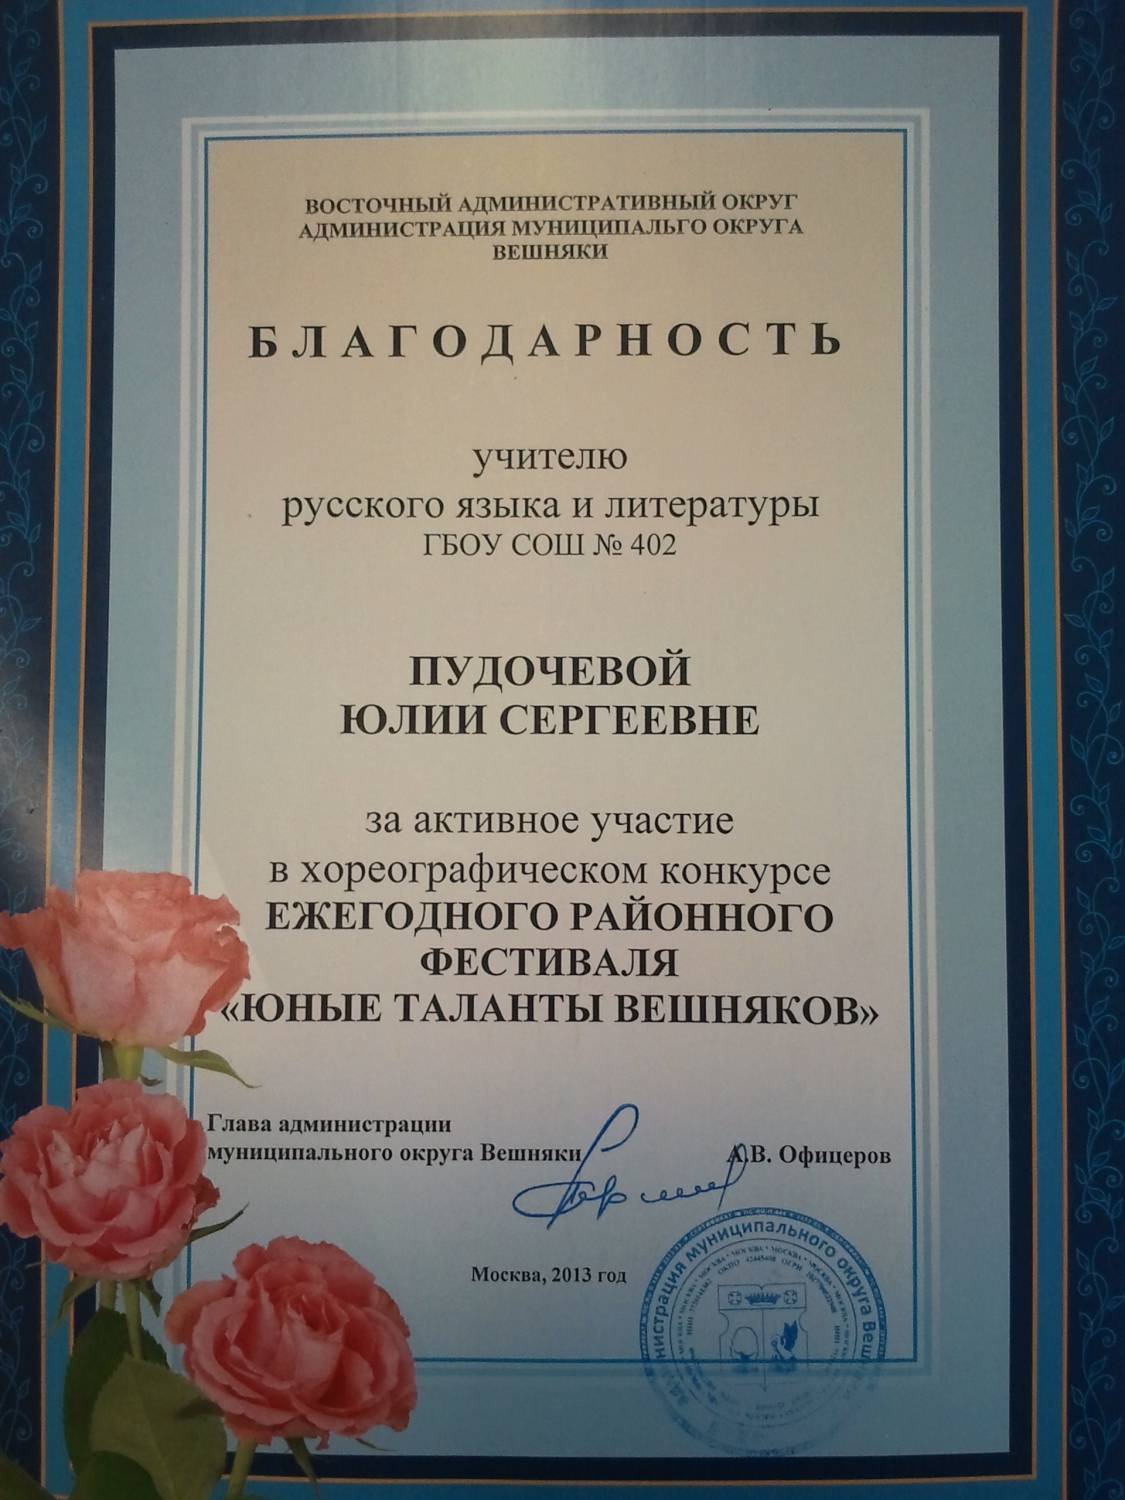 ВОСТОЧНЫЙ АДМИНИСТРАТИВНЫЙ ОКРУГ
АДМИНИСТРАЦИЯ МУНИЦИПАЛЬГО ОКРУГА
ВЕШНЯКИ
БЛАГОДАРНОСТЬ
учителю
русского языка и литературы
ГБОУ СОШ № 402
ПУДОЧЕВОЙ
ЮЛИИ СЕРГЕЕВНЕ
за активное участие
в хореографическом конкурсе
ЕЖЕГОДНОГО РАЙОННОГО
ФЕСТИВАЛЯ
«ЮНЫЕ ТАЛАНТЫ ВЕШНЯКОВ»
Глава администрации
муниципального округа Вешняки
А.В. Офицеров
Москва, 2013 год
муниципального округа